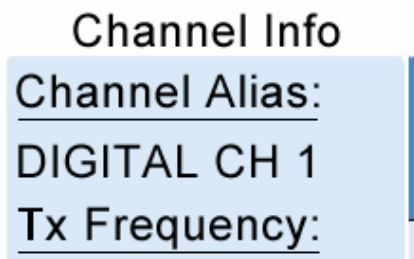 Channel Info
Channel Alias:
DIGITAL CH 1
Tx Frequency: